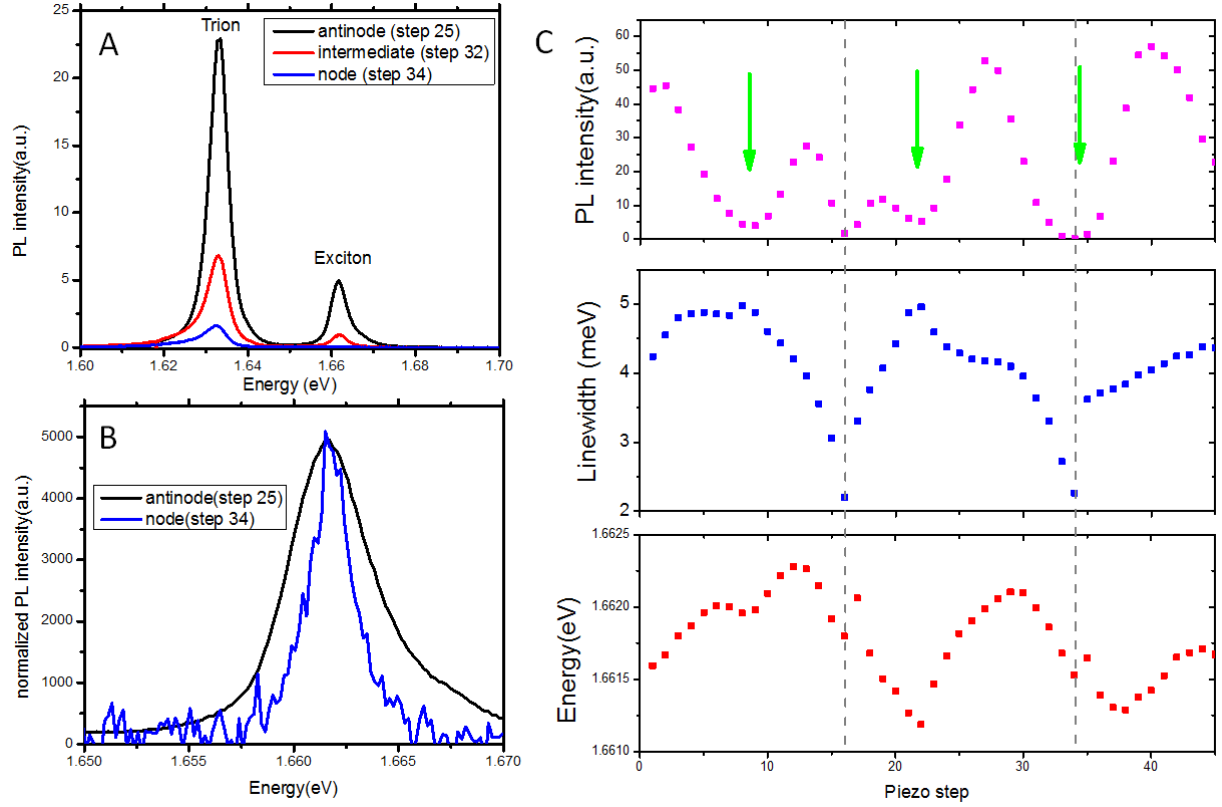 A
Trion
antinode (step 25)
intermediate (step 32)
node (step 34)
Exciton
PL intensity(a.u.)
25
20
15
10
5
0
1.60 1.62 1.64 1.66 1.68 1.70
Energy (eV)
B
antinode(step 25)
node(step 34)
normalized PL intensity(a.u.)
5000
4000
3000
2000
1000
0
1.650 1.655 1.660 1.665 1.670
Energy(eV)
C
PL intensity(a.u.)
60
50
40
30
20
10
0
Linewidth (meV)
5
4
3
2
Energy(eV)
1.6625
1.6620
1.6615
1.6610
0 10 20 30 40
Piezo step